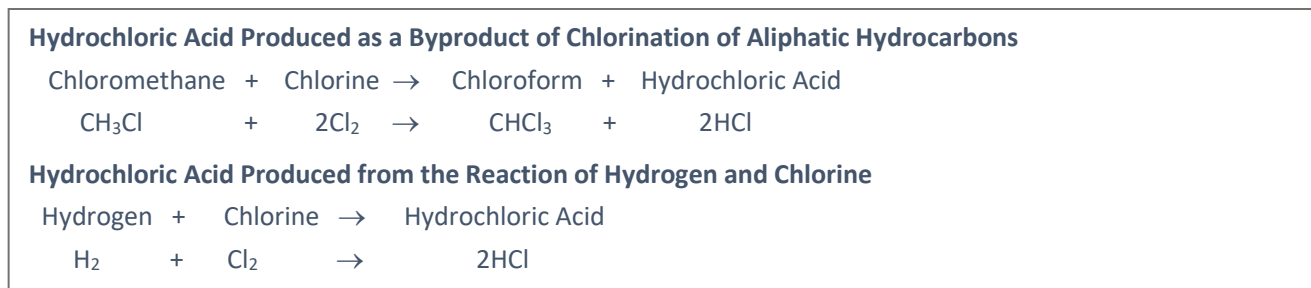 Hydrochloric Acid Produced as a Byproduct of Chlorination of Aliphatic Hydrocarbons
Chloromethane + Chlorine → Chloroform + Hydrochloric Acid
CH₃Cl + 2Cl₂ → CHCl₃ + 2HCl
Hydrochloric Acid Produced from the Reaction of Hydrogen and Chlorine
Hydrogen + Chlorine → Hydrochloric Acid
H₂ + Cl₂ → 2HCl